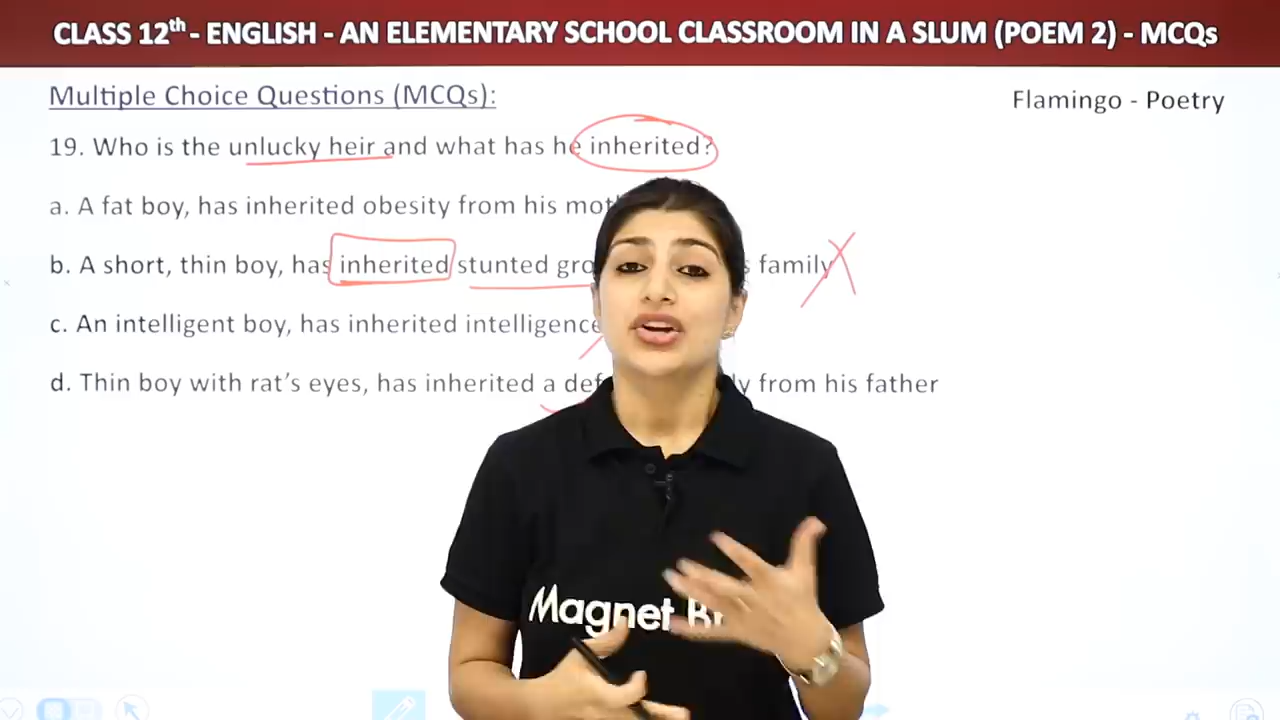 CLASS 12th - ENGLISH - AN ELEMENTARY SCHOOL CLASSROOM IN A SLUM (POEM 2) - MCQs
Multiple Choice Questions (MCQs):
Flamingo - Poetry
19. Who is the unlucky heir and what has he inherited?
a. A fat boy, has inherited obesity from his
b. A short, thin boy, has inherited stunted family
c. An intelligent boy, has inherited intelligence
d. Thin boy with rat's eyes, has inherited a from his father
Magnet